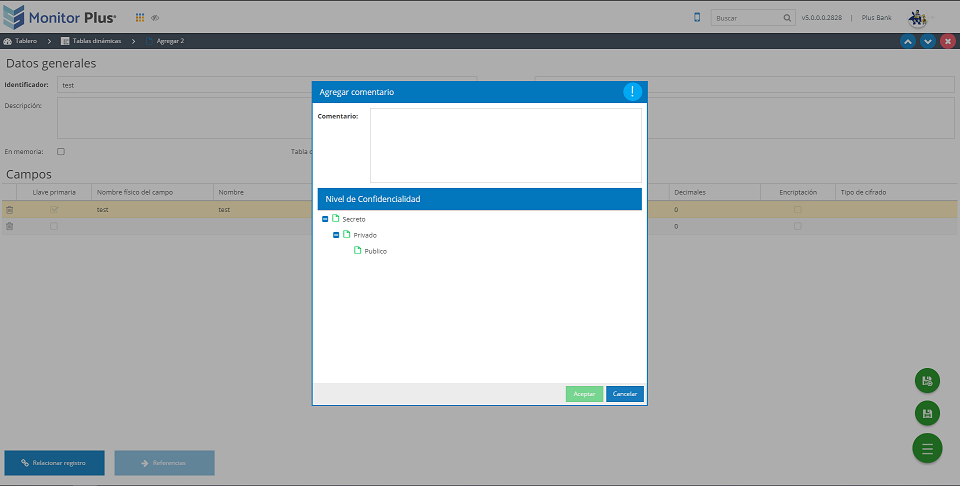 Monitor Plus®
Buscar
v5.0.0.0.2828 | Plus Bank
Tablero > Tablas dinámicas > Agregar 2
Datos generales
Identificador: test
Descripción:
En memoria:
Tabla
Campos
Llave primaria Nombre físico del campo Nombre Decimales Encriptación Tipo de cifrado
test test 0
0
Agregar comentario !
Comentario:
Nivel de Confidencialidad
Secreto
Privado
Publico
Aceptar Cancelar
Relacionar registro Referencias